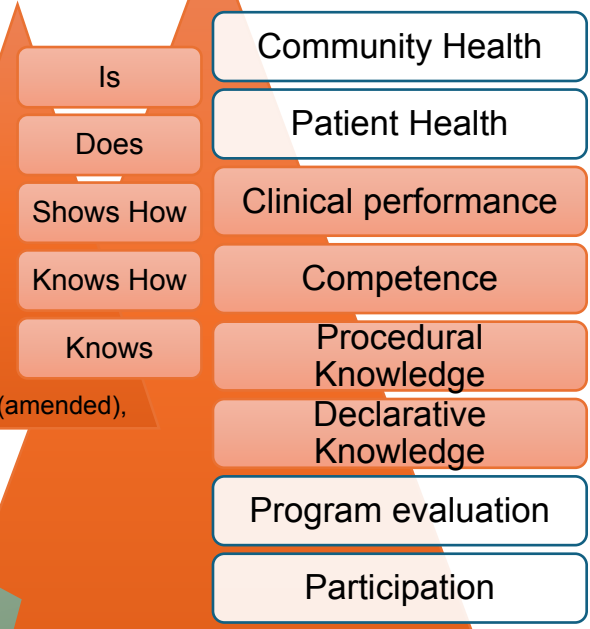 Is
Does
Shows How
Knows How
Knows
(amended),
Community Health
Patient Health
Clinical performance
Competence
Procedural
Knowledge
Declarative
Knowledge
Program evaluation
Participation